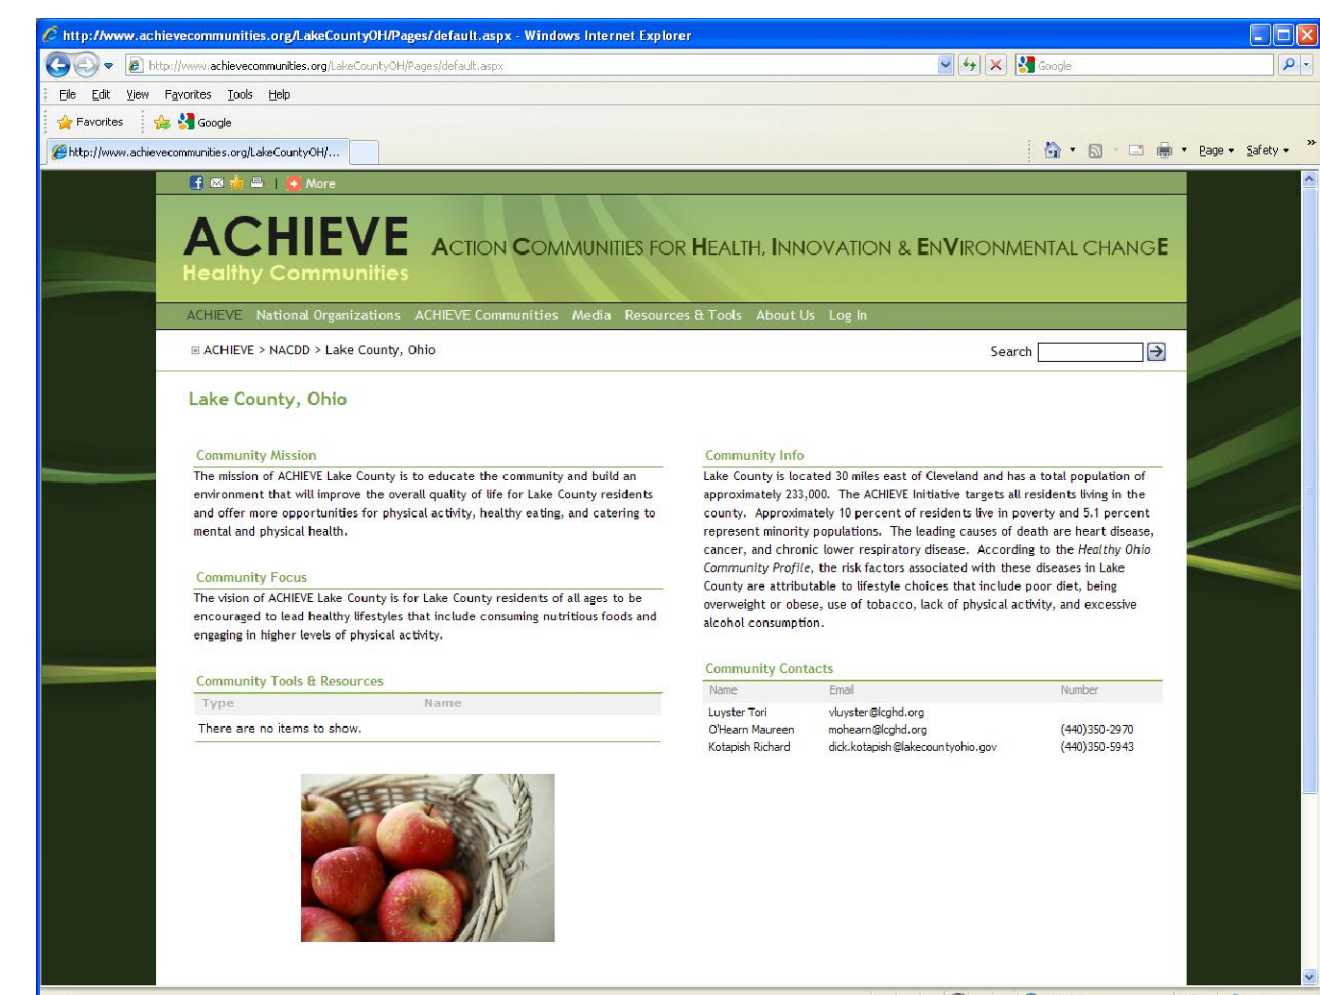 http://www.achievecommunities.org/LakeCountyOH/Pages/default.aspx - Windows Internet Explorer
http://www.achievecommunities.org/LakeCountyOH/Pages/default.aspx
Google
File Edit View Favorites Tools Help
Favorites Google
http://www.achievecommunities.org/LakeCountyOH/'...
Page Safety »
| More
ACHIEVE
Healthy Communities
ACTION COMMUNITIES FOR HEALTH, INNOVATION & ENVIRONMENTAL CHANGE
ACHIEVE National Organizations ACHIEVE Communities Media Resources & Tools About Us Log In
ACHIEVE > NACDD > Lake County, Ohio
Search
Lake County, Ohio
Community Mission
The mission of ACHIEVE Lake County is to educate the community and build an
environment that will improve the overall quality of life for Lake County residents
and offer more opportunities for physical activity, healthy eating, and catering to
mental and physical health.
Community Focus
The vision of ACHIEVE Lake County is for Lake County residents of all ages to be
encouraged to lead healthy lifestyles that include consuming nutritious foods and
engaging in higher levels of physical activity.
Community Tools & Resources
Type Name
There are no items to show.
Community Info
Lake County is located 30 miles east of Cleveland and has a total population of
approximately 233,000. The ACHIEVE Initiative targets all residents living in the
county. Approximately 10 percent of residents live in poverty and 5.1 percent
represent minority populations. The leading causes of death are heart disease,
cancer, and chronic lower respiratory disease. According to the Healthy Ohio
Community Profile, the risk factors associated with these diseases in Lake
County are attributable to lifestyle choices that include poor diet, being
overweight or obese, use of tobacco, lack of physical activity, and excessive
alcohol consumption.
Community Contacts
Name Email Number
Luyster Tori vluyster@lcghd.org
O'Hearn Maureen mohearn@lcghd.org (440)350-2970
Kotapish Richard dick.kotapish@lakecountyohio.gov (440)350-5943